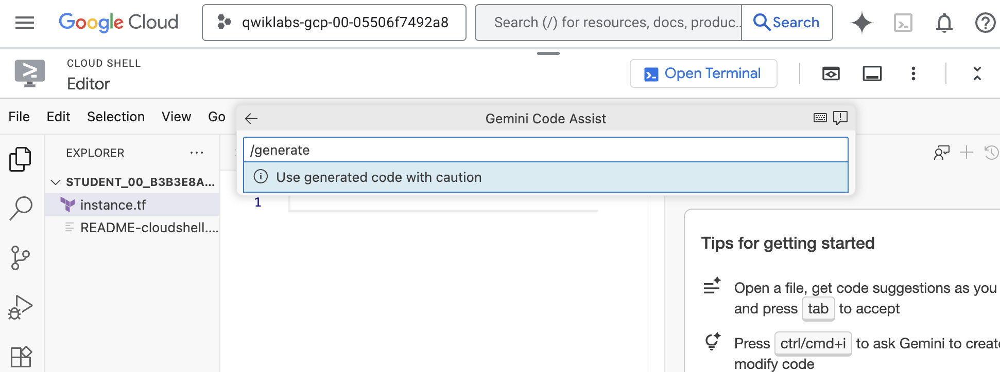 Google Cloud
qwiklabs-gcp-00-05506f7492a8
Search (/) for resources, docs, produc...
Search
CLOUD SHELL
Editor
Open Terminal
File Edit Selection View Go
Gemini Code Assist
/generate
Use generated code with caution
EXPLORER
STUDENT_00_B3B3E8A...
instance.tf
README-cloudshell....
1
Tips for getting started
Open a file, get code suggestions as you
and press tab to accept
Press ctrl/cmd+i to ask Gemini to create
modify code